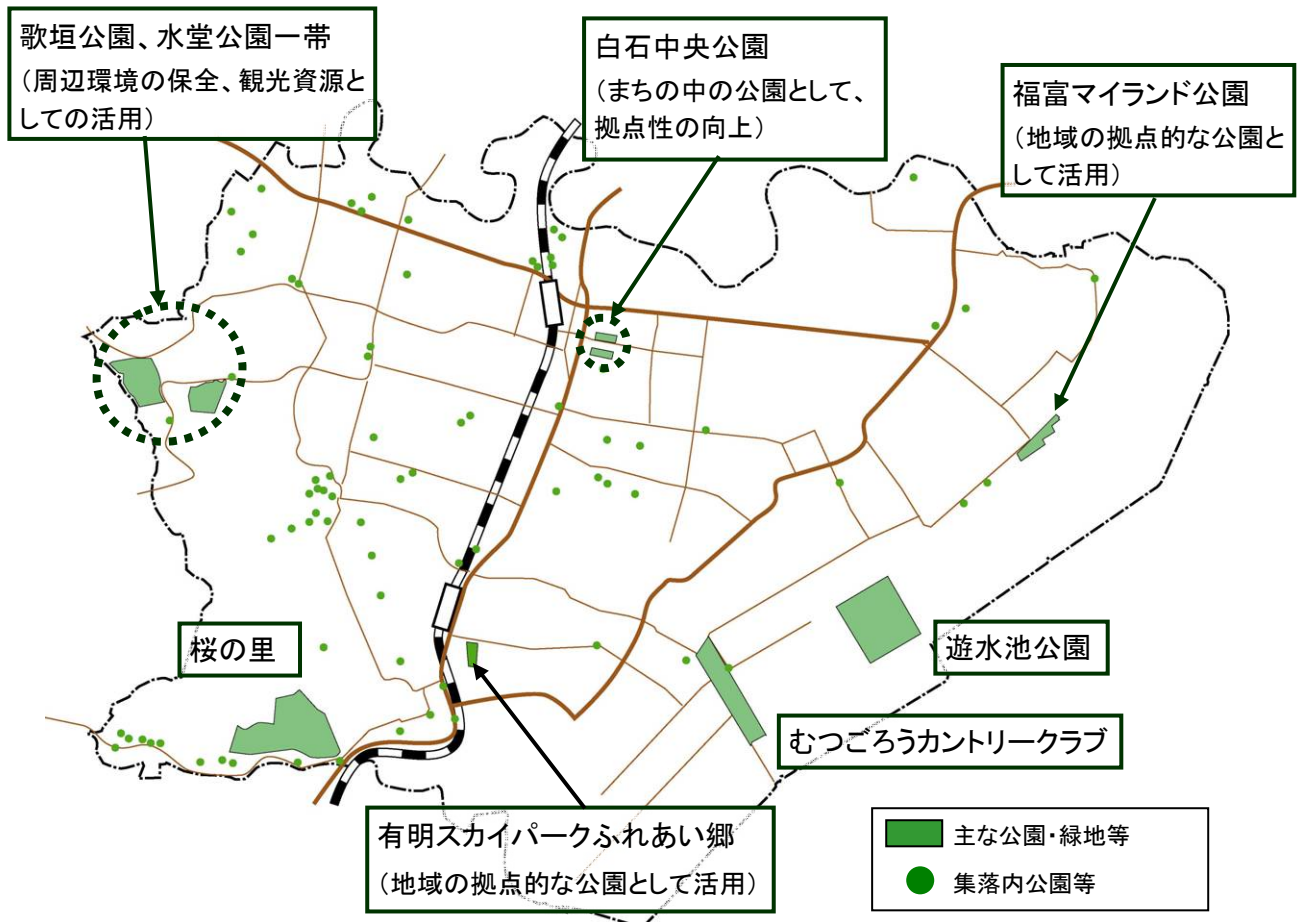 歌垣公園、水堂公園一帯
（周辺環境の保全、観光資源と
しての活用）
白石中央公園
（まちの中の公園として、
拠点性の向上）
福富マイランド公園
（地域の拠点的な公園と
して活用）
桜の里
遊水池公園
むつごろうカントリークラブ
有明スカイパークふれあい郷
（地域の拠点的な公園として活用）
主な公園・緑地等
集落内公園等